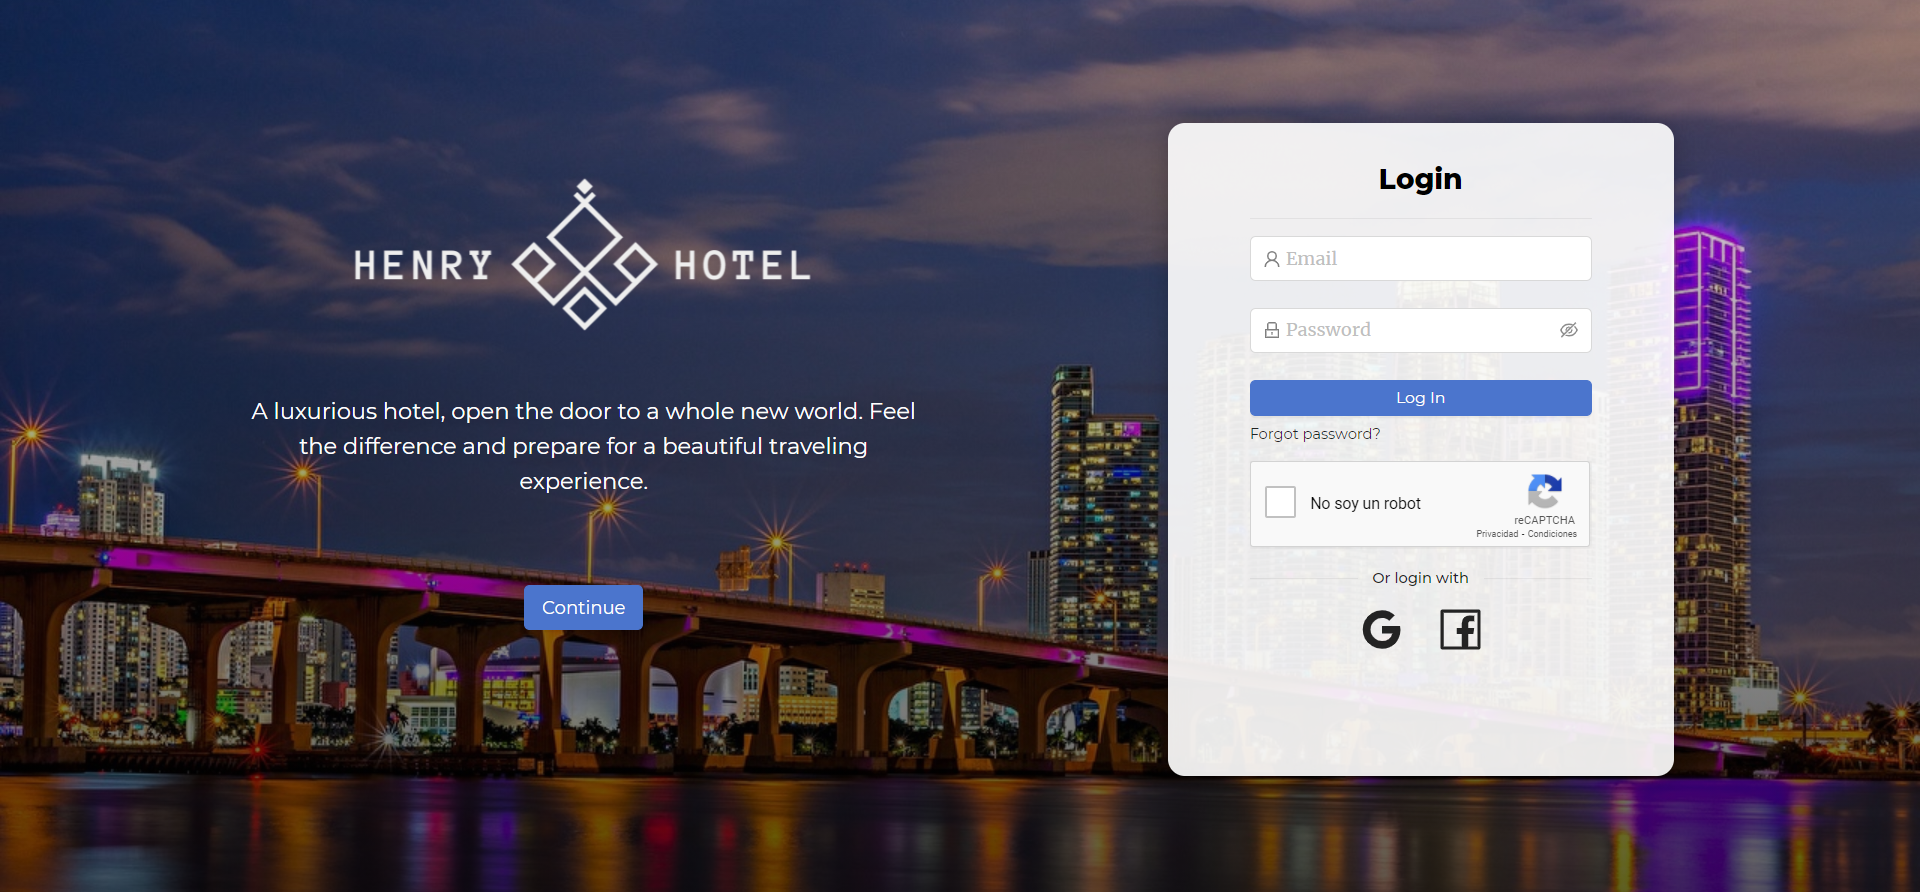 HENRY HOTEL
A luxurious hotel, open the door to a whole new world. Feel
the difference and prepare for a beautiful traveling
experience.
Continue
Login
Email
Password
Log In
Forgot password?
No soy un robot
reCAPTCHA
Privacidad - Condiciones
Or login with